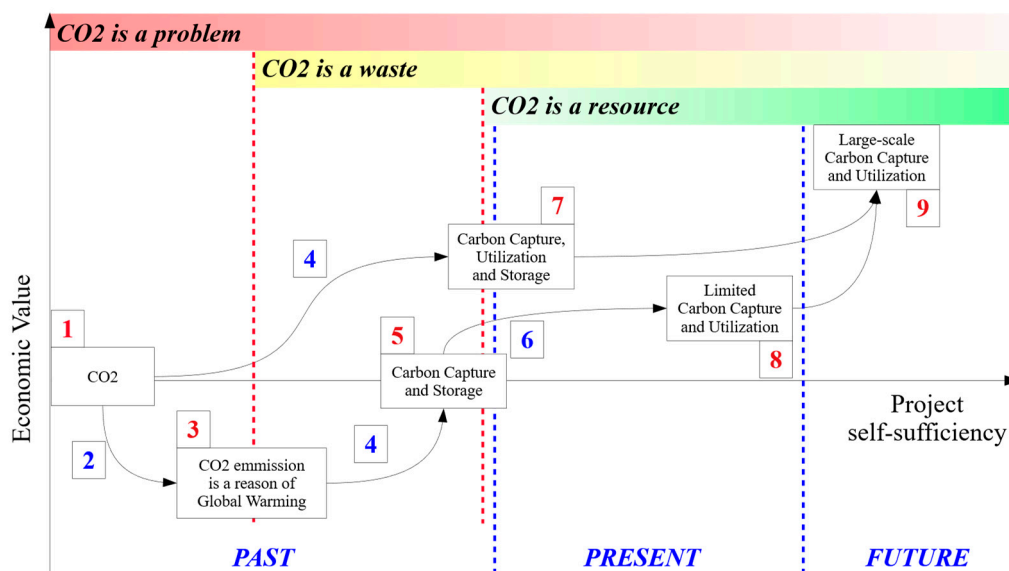 CO2 is a problem
CO2 is a waste
CO2 is a resource
Large-scale
Carbon Capture
and Utilization
9
7
Carbon Capture,
Utilization
and Storage
4
Limited
Carbon Capture
and Utilization
8
1
CO2
5
Carbon Capture
and Storage
6
Economic Value
Project
self-sufficiency
2
3
CO2 emmission
is a reason of
Global Warming
4
PAST
PRESENT
FUTURE